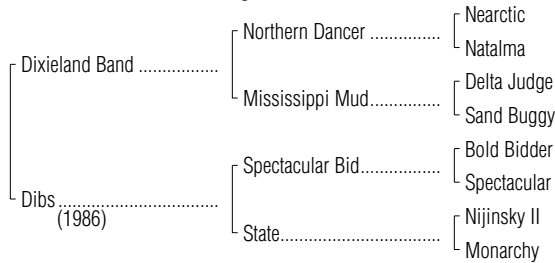 Nearctic
Northern Dancer ................
Natalma
Dixieland Band ................
Delta Judge
Mississippi Mud................
Sand Buggy
Bold Bidder
Spectacular Bid................
Spectacular
Dibs................................
(1986)
Nijinsky II
State................................
Monarchy